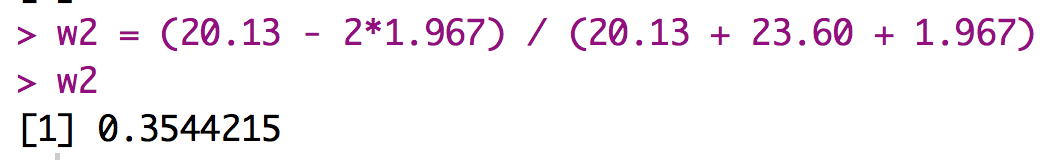 > w2 = (20.13 - 2*1.967) / (20.13 + 23.60 + 1.967)
> w2
[1] 0.3544215